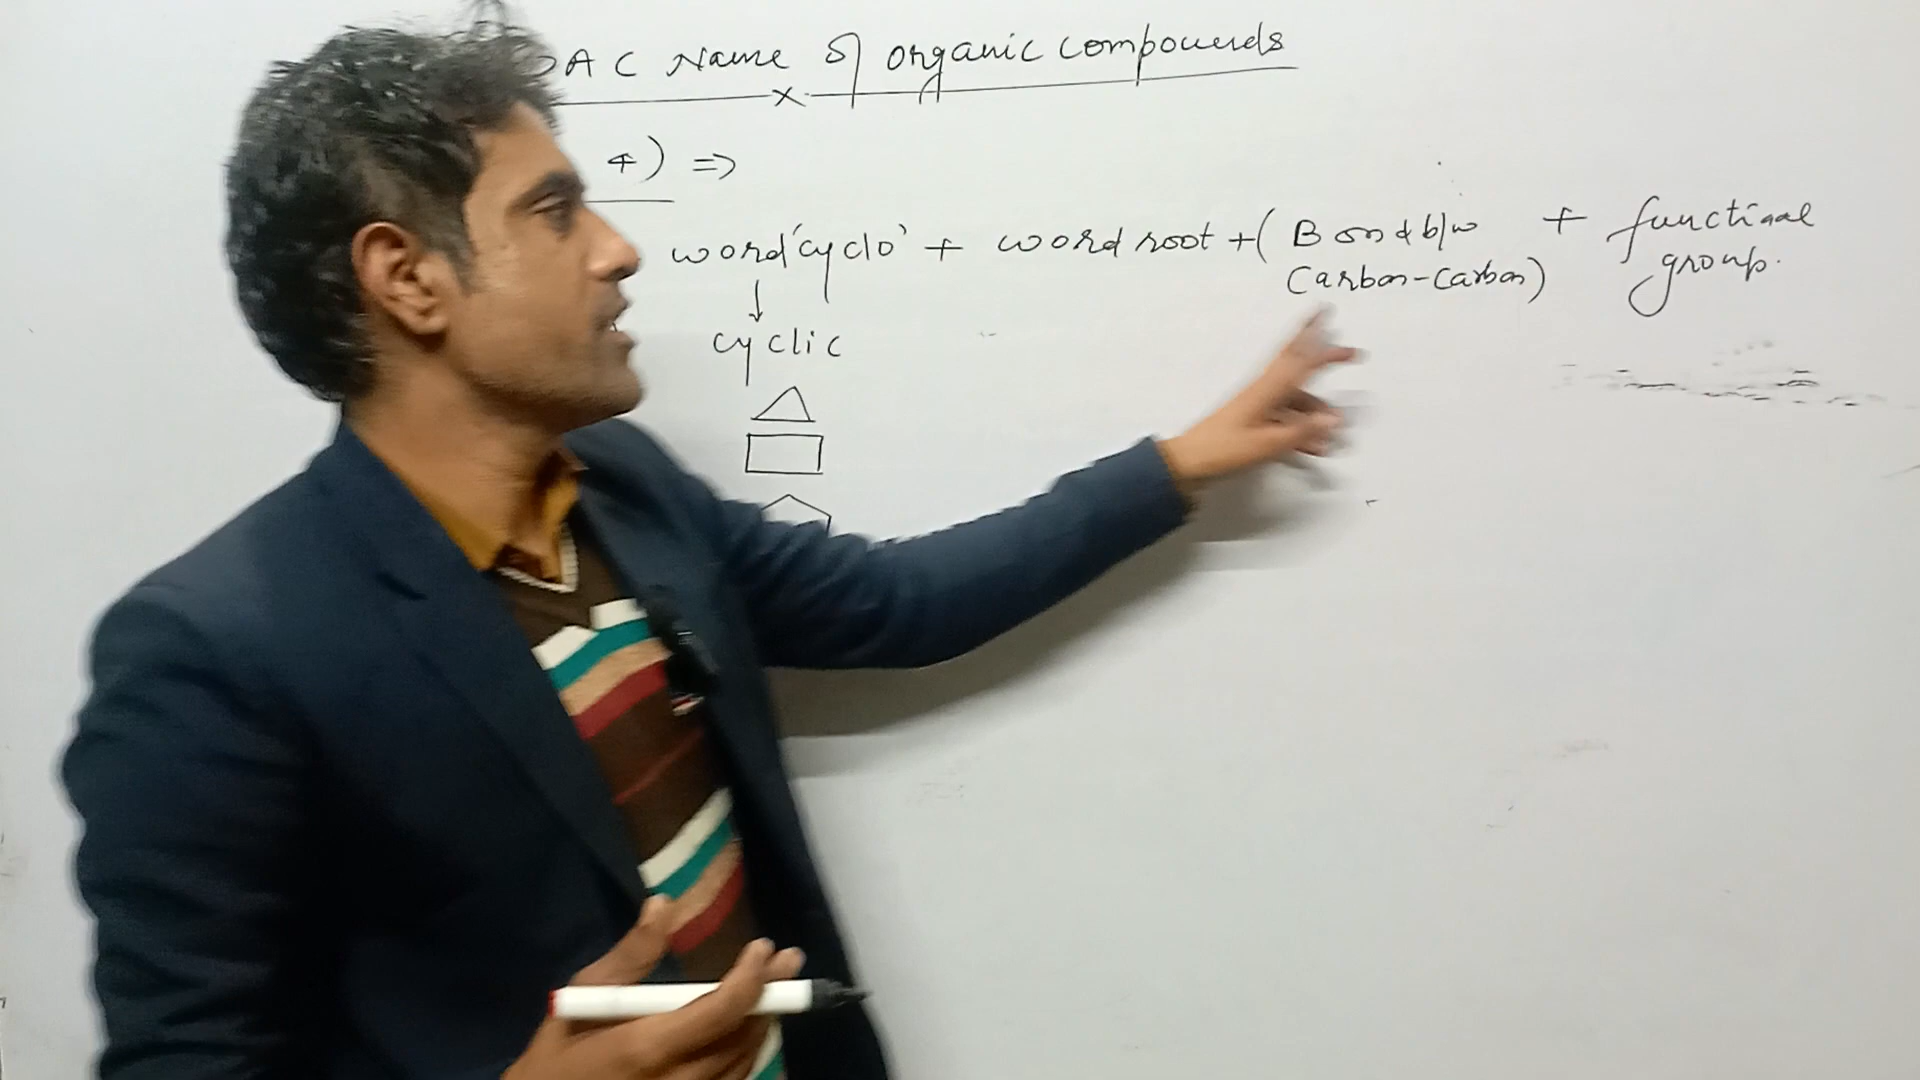 AC Name of organic compounds
4) =>
word 'cyclo' + word root + ( Bond b/w + functional
Carbon-Carbon) group.
↓
cyclic